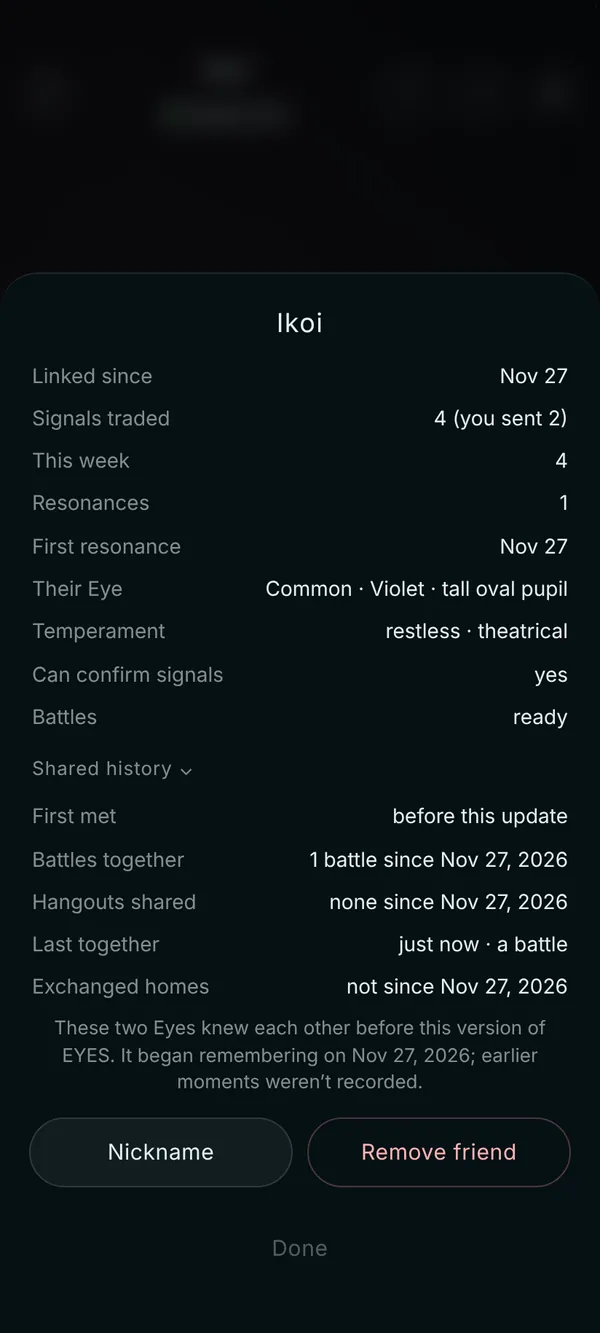 Ikoi
Linked since Nov 27
Signals traded 4 (you sent 2)
This week 4
Resonances 1
First resonance Nov 27
Their Eye Common · Violet · tall oval pupil
Temperament restless · theatrical
Can confirm signals yes
Battles ready
Shared history
First met before this update
Battles together 1 battle since Nov 27, 2026
Hangouts shared none since Nov 27, 2026
Last together just now · a battle
Exchanged homes not since Nov 27, 2026
These two Eyes knew each other before this version of
EYES. It began remembering on Nov 27, 2026; earlier
moments weren’t recorded.
Nickname Remove friend
Done